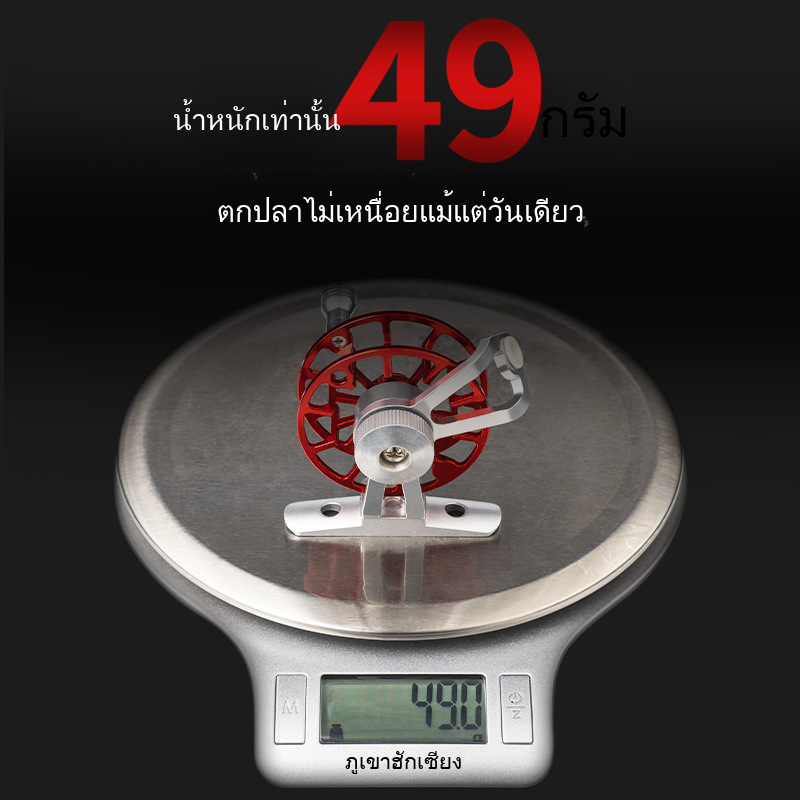 น้ำหนักเท่านั้น 49 กรัม
ตกปลาไม่เหนื่อยแม้แต่วันเดียว
M
49.0 g
ภูเขาฮักเซียง